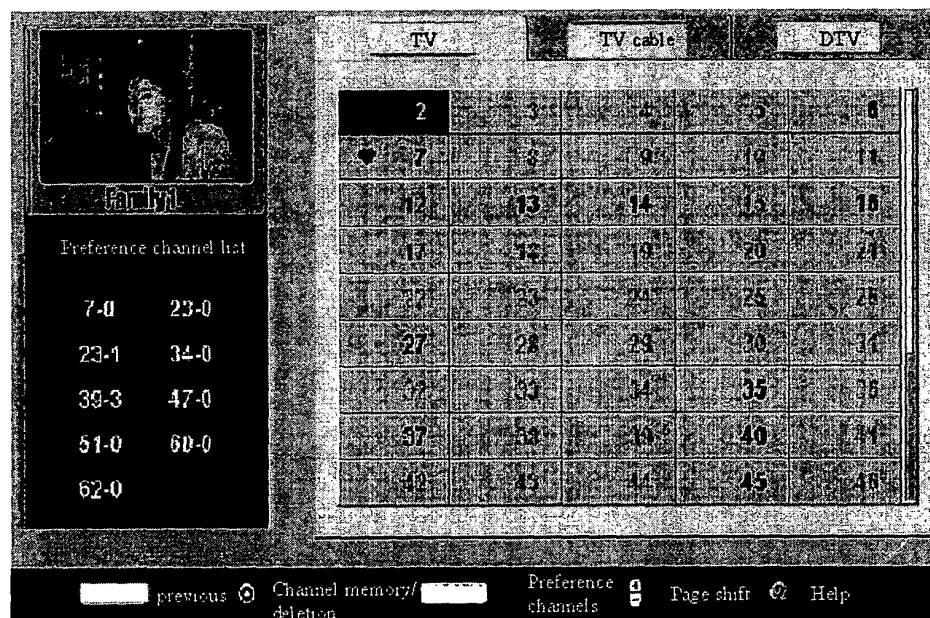 TV
TV cable
DTV
2 3 4 5 6
7 8 9 10 11
12 13 14 15 16
17 18 19 20 21
22 23 24 25 26
27 28 29 30 31
32 33 34 35 36
37 38 39 40 41
42 43 44 45 46
Family1
Preference channel list
7-0 23-0
23-1 34-0
39-3 47-0
51-0 60-0
62-0
previous
Channel memory/
deletion
Preference
channels
Page shift
Help